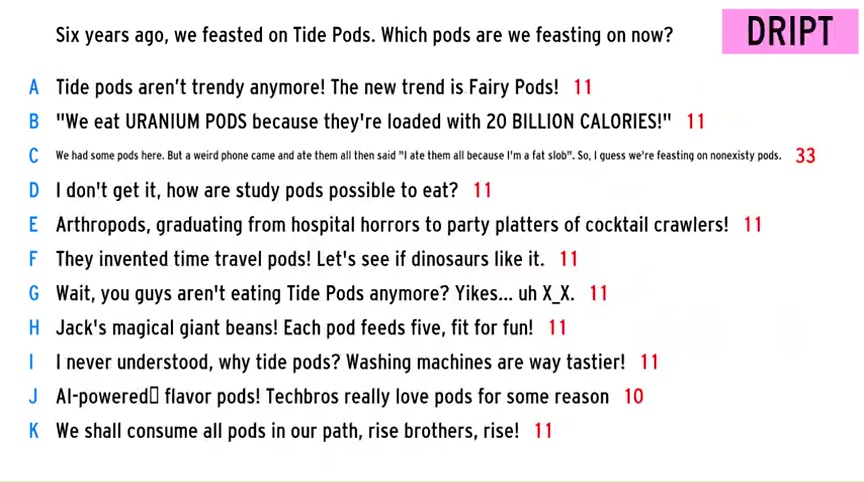 Six years ago, we feasted on Tide Pods. Which pods are we feasting on now?
DRIPT
A Tide pods aren't trendy anymore! The new trend is Fairy Pods! 11
B "We eat URANIUM PODS because they're loaded with 20 BILLION CALORIES!" 11
C We had some pods here. But a weird phone came and ate them all then said "I ate them all because I'm a fat slob". So, I guess we're feasting on nonexisty pods. 33
D I don't get it, how are study pods possible to eat? 11
E Arthropods, graduating from hospital horrors to party platters of cocktail crawlers! 11
F They invented time travel pods! Let's see if dinosaurs like it. 11
G Wait, you guys aren't eating Tide Pods anymore? Yikes... uh X_X. 11
H Jack's magical giant beans! Each pod feeds five, fit for fun! 11
I I never understood, why tide pods? Washing machines are way tastier! 11
J AI-powered▯ flavor pods! Techbros really love pods for some reason 10
K We shall consume all pods in our path, rise brothers, rise! 11